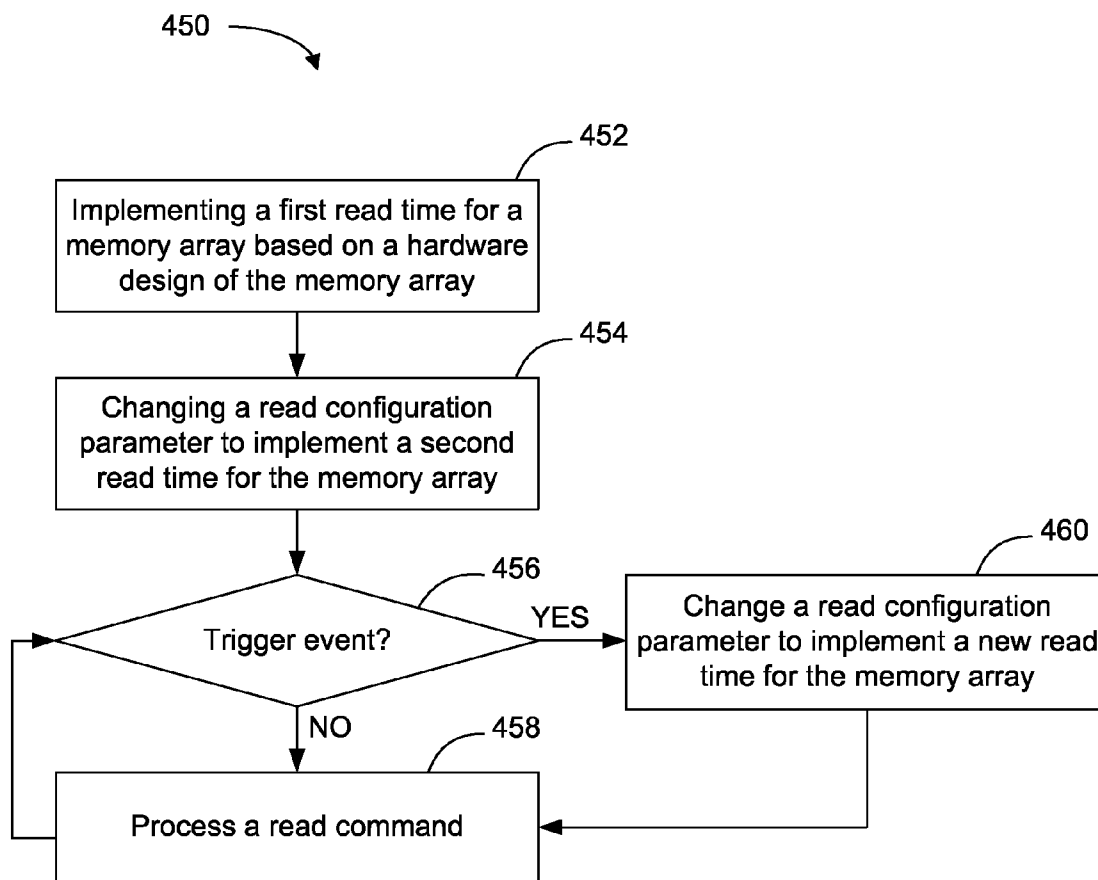 450
452
Implementing a first read time for a
memory array based on a hardware
design of the memory array
454
Changing a read configuration
parameter to implement a second
read time for the memory array
456
Trigger event?
YES
460
Change a read configuration
parameter to implement a new read
time for the memory array
NO
458
Process a read command